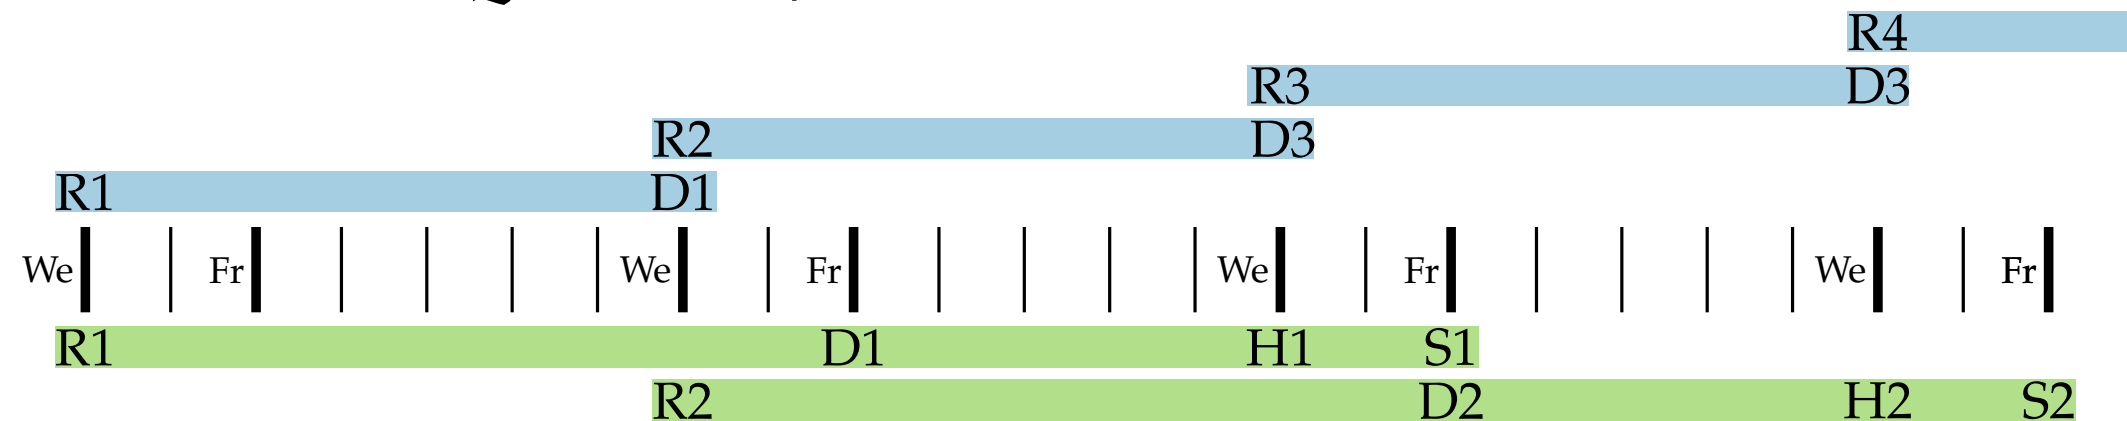 R4
R3 D3
R2 D3
R1 D1
We Fr We Fr We Fr We Fr
R1 D1 H1 S1
R2 D2 H2 S2